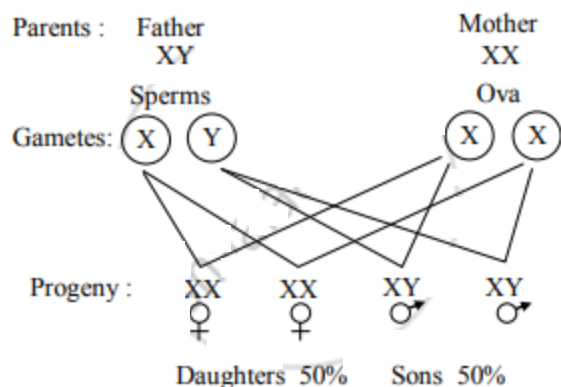 Parents : Father Mother
XY XX
Sperms Ova
Gametes: X Y X X
Progeny : XX XX XY XY
Daughters 50% Sons 50%